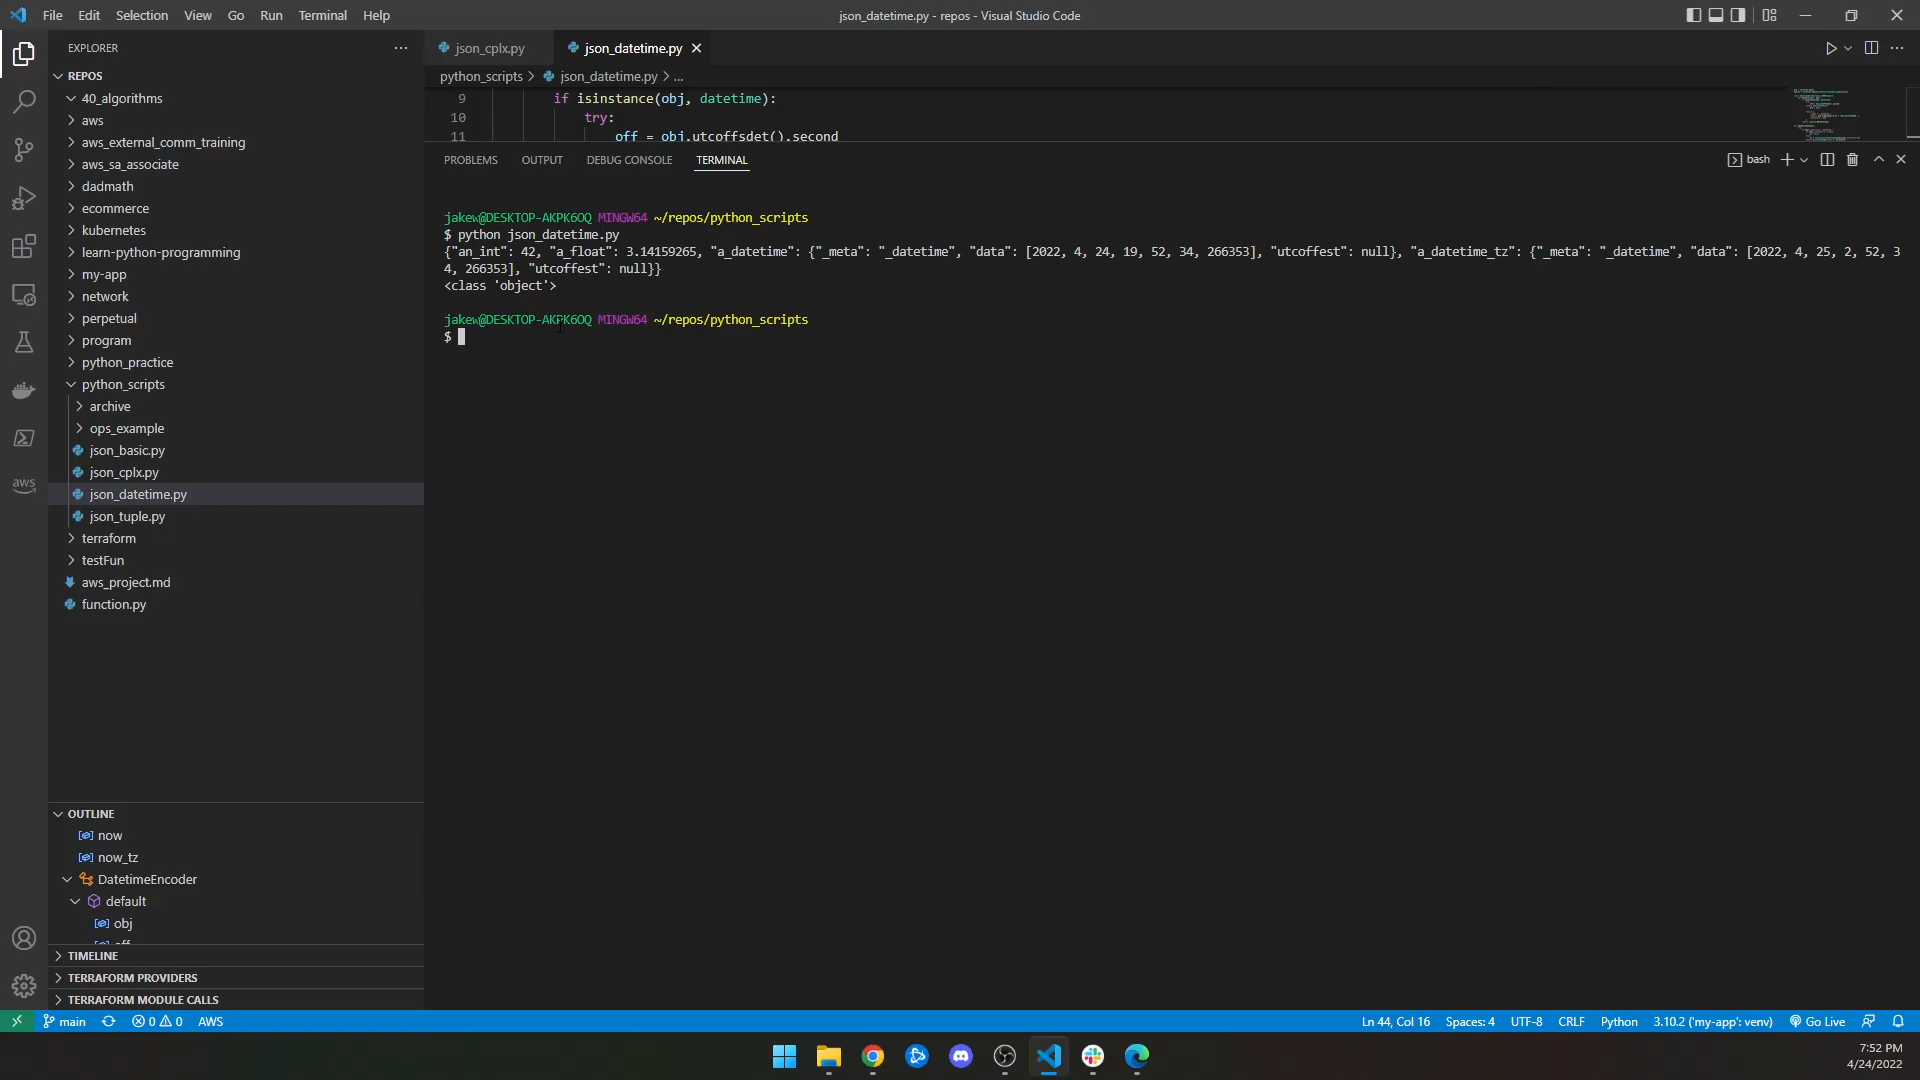 File Edit Selection View Go Run Terminal Help
json_datetime.py - repos - Visual Studio Code
EXPLORER
REPOS
40_algorithms
aws
aws_external_comm_training
aws_sa_associate
dadmath
ecommerce
kubernetes
learn-python-programming
my-app
network
perpetual
program
python_practice
python_scripts
archive
ops_example
json_basic.py
json_cplx.py
json_datetime.py
json_tuple.py
terraform
testFun
aws_project.md
function.py
OUTLINE
now
now_tz
DatetimeEncoder
default
obj
TIMELINE
TERRAFORM PROVIDERS
TERRAFORM MODULE CALLS
aws
json_cplx.py json_datetime.py
python_scripts > json_datetime.py > ...
9 if isinstance(obj, datetime):
10 try:
11 off = obj.utcoffsdet().second
PROBLEMS OUTPUT DEBUG CONSOLE TERMINAL
bash
jakew@DESKTOP-AKPK6OQ MINGW64 ~/repos/python_scripts
$ python json_datetime.py
{"an_int": 42, "a_float": 3.14159265, "a_datetime": {"_meta": "_datetime", "data": [2022, 4, 24, 19, 52, 34, 266353], "utcoffest": null}, "a_datetime_tz": {"_meta": "_datetime", "data": [2022, 4, 25, 2, 52, 3
4, 266353], "utcoffest": null}}
<class 'object'>
jakew@DESKTOP-AKPK6OQ MINGW64 ~/repos/python_scripts
$
main 0 0 AWS
Ln 44, Col 16 Spaces: 4 UTF-8 CRLF Python 3.10.2 ('my-app': venv) Go Live
7:52 PM
4/24/2022